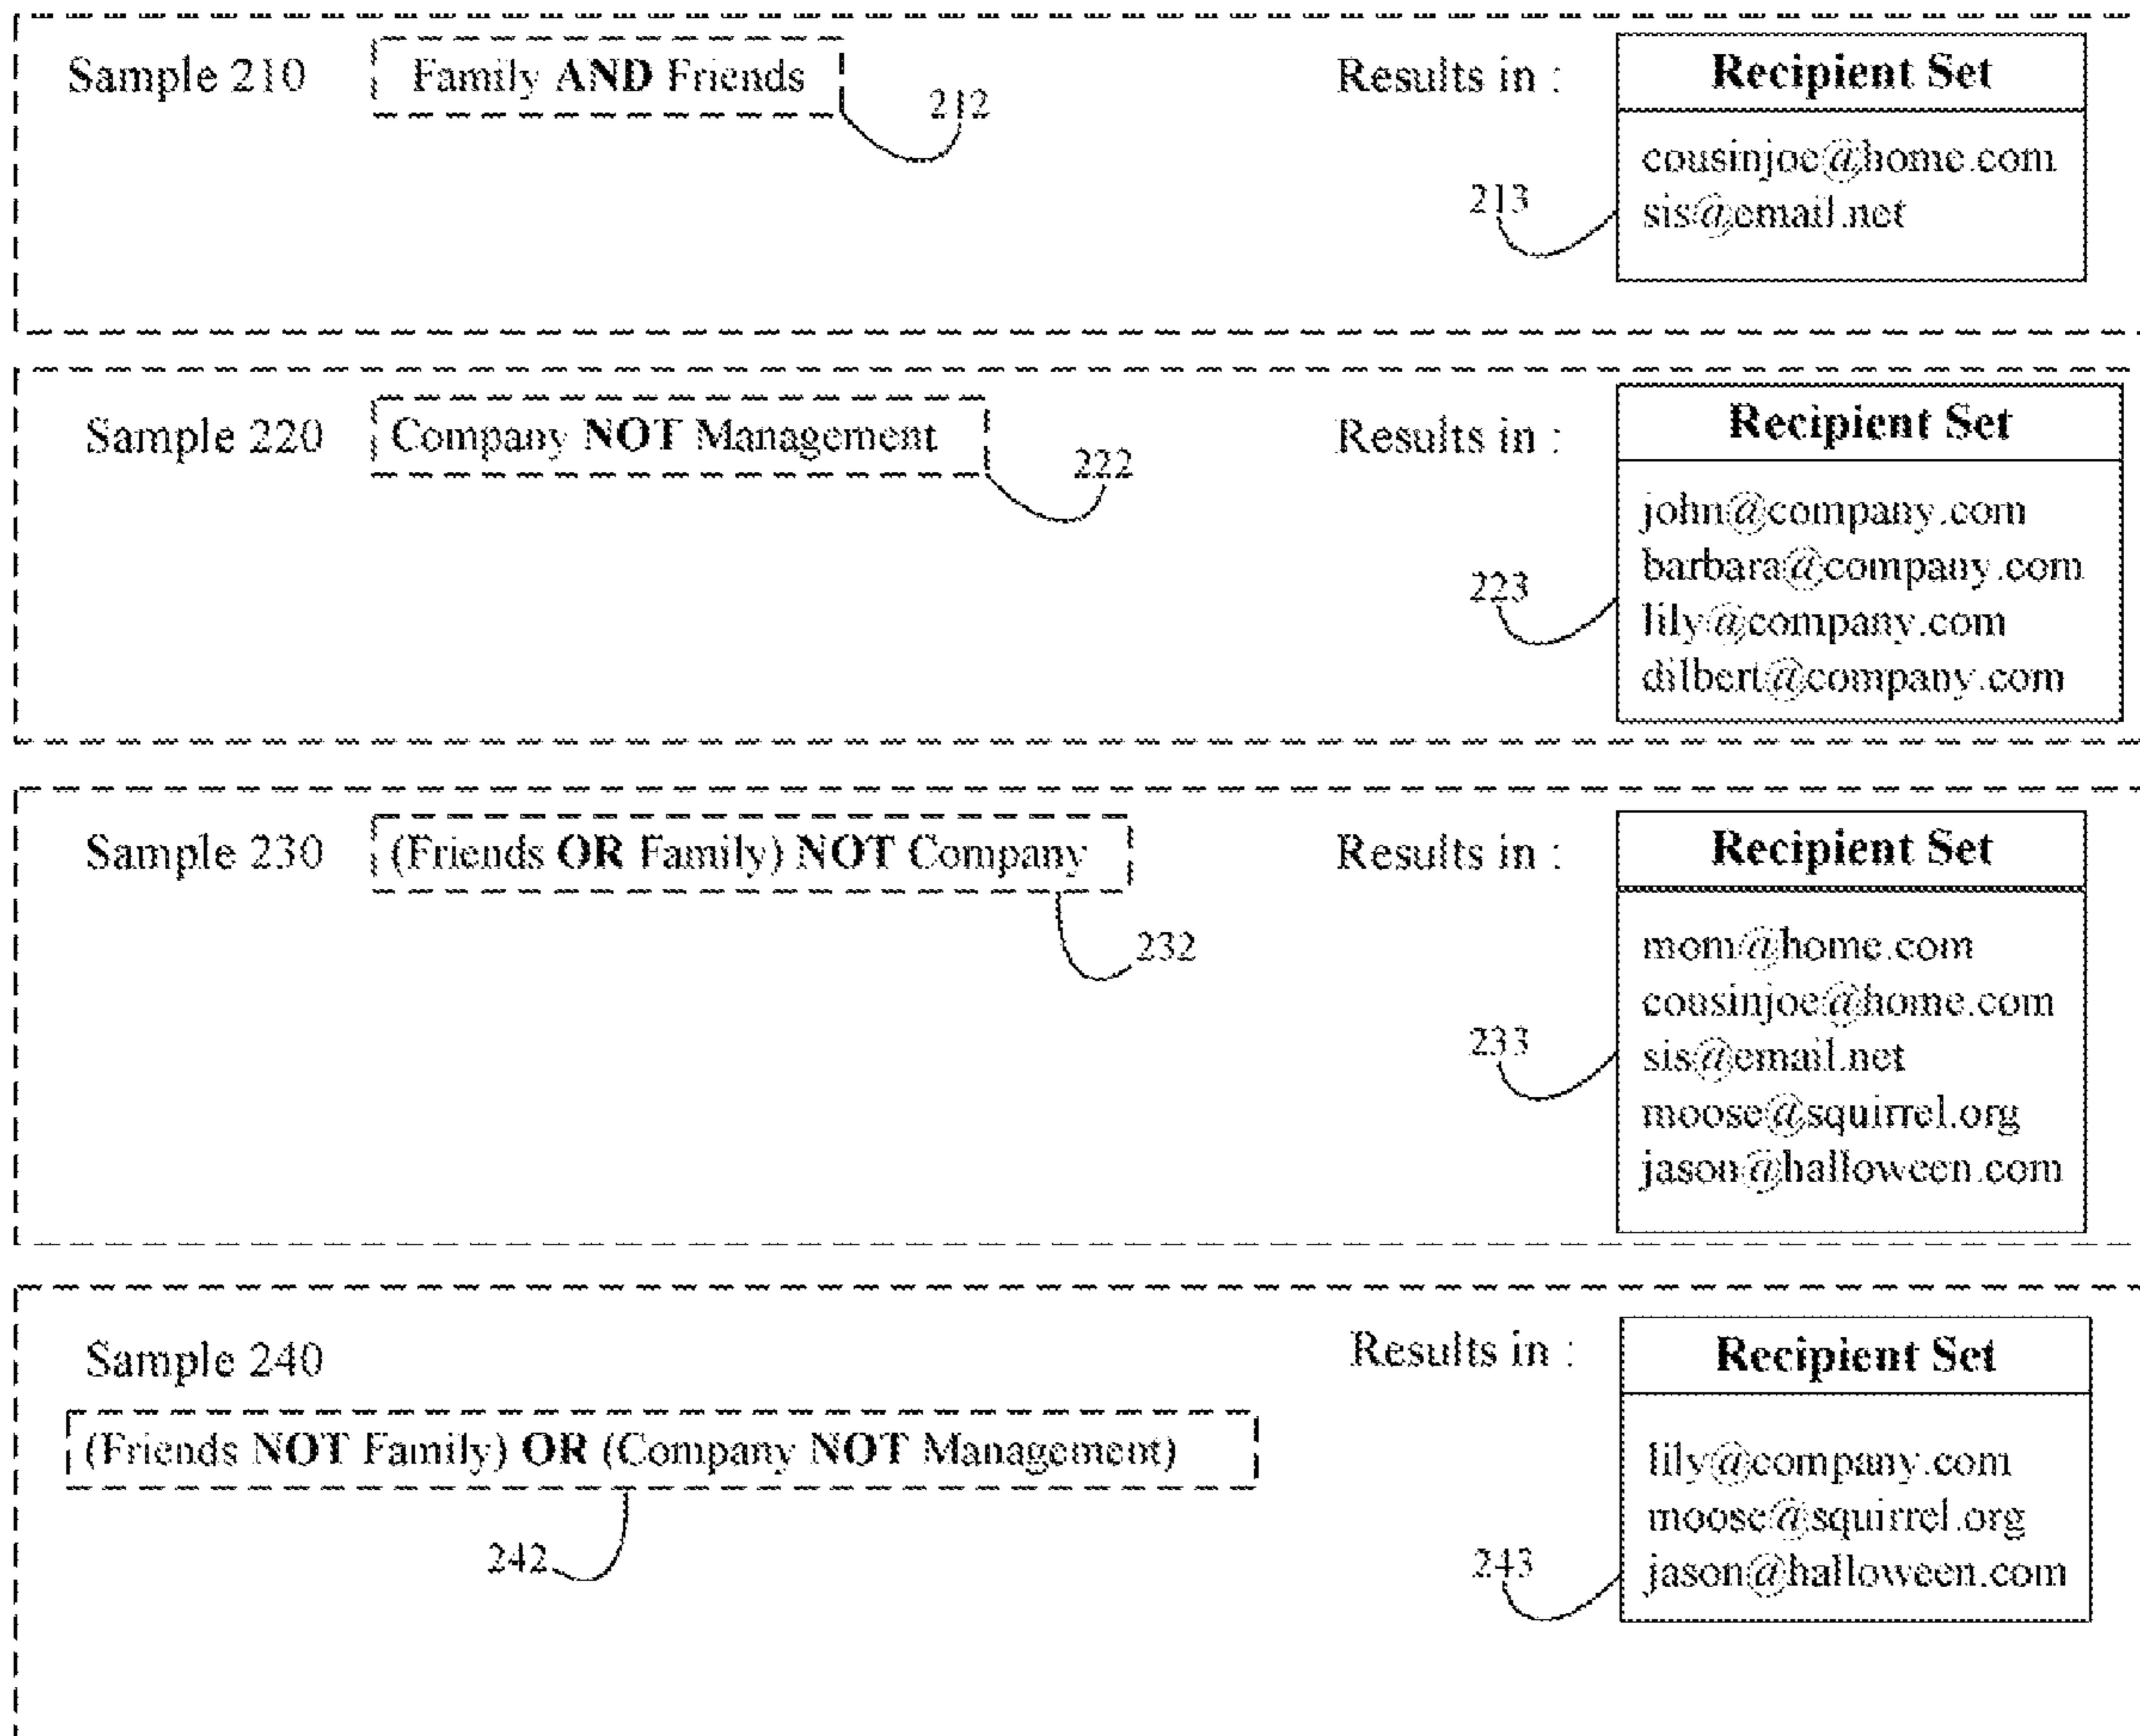 Sample 210 Family AND Friends Results in : Recipient Set
212
cousinjoe@home.com
213
sis@email.net
Sample 220 Company NOT Management Results in : Recipient Set
222
john@company.com
barbara@company.com
223
lily@company.com
dilbert@company.com
Sample 230 (Friends OR Family) NOT Company Results in : Recipient Set
232
mom@home.com
cousinjoe@home.com
233
sis@email.net
moose@squirrel.org
jason@halloween.com
Sample 240 Results in : Recipient Set
(Friends NOT Family) OR (Company NOT Management)
242
lily@company.com
moose@squirrel.org
243
jason@halloween.com